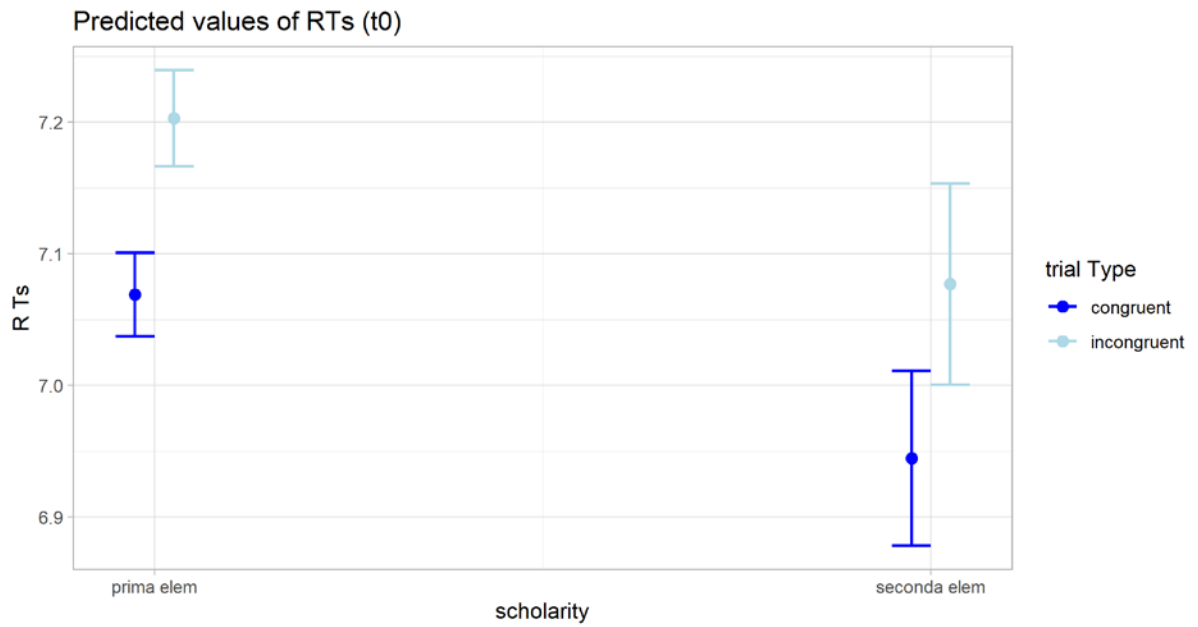 Predicted values of RTs (t0)
7.2
7.1
7.0
6.9
R Ts
prima elem
seconda elem
scholarity
trial Type
congruent
incongruent